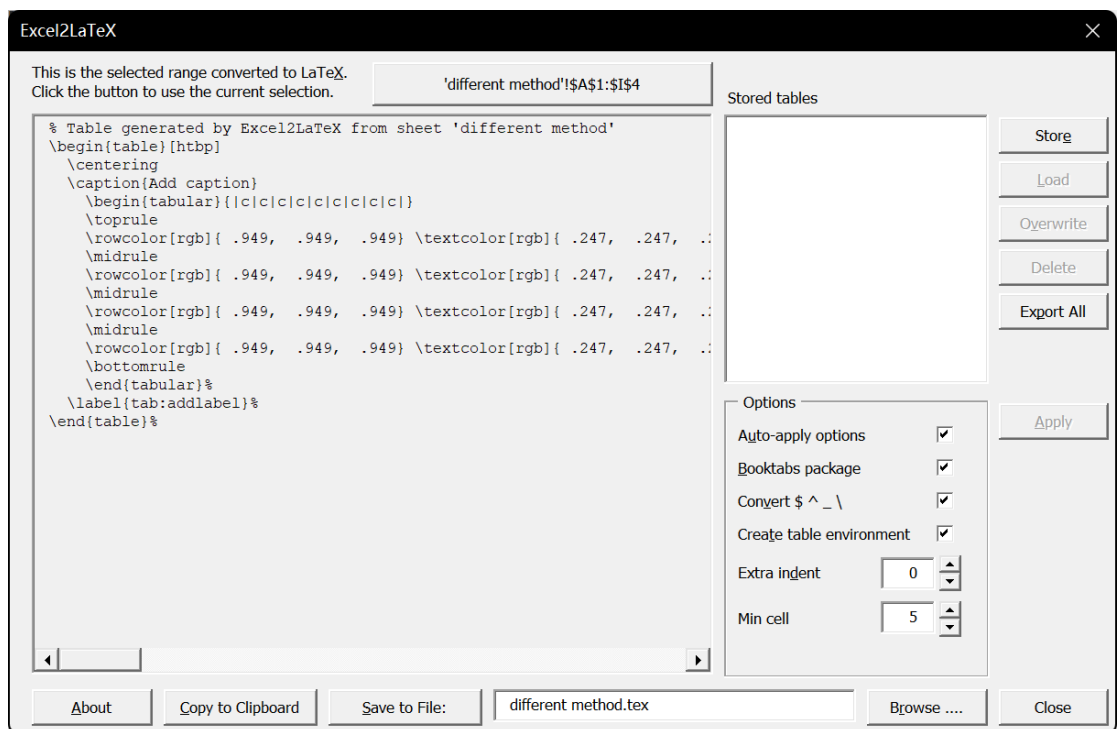 Excel2LaTeX
This is the selected range converted to LaTeX.
Click the button to use the current selection.
'different method'!$A$1:$I$4
Stored tables
% Table generated by Excel2LaTeX from sheet 'different method'
\begin{table}[htbp]
\centering
\caption{Add caption}
\begin{tabular}{|c|c|c|c|c|c|c|c|c|}
\toprule
\rowcolor[rgb]{ .949,  .949,  .949} \textcolor[rgb]{ .247,  .247,
\midrule
\rowcolor[rgb]{ .949,  .949,  .949} \textcolor[rgb]{ .247,  .247,
\midrule
\rowcolor[rgb]{ .949,  .949,  .949} \textcolor[rgb]{ .247,  .247,
\midrule
\rowcolor[rgb]{ .949,  .949,  .949} \textcolor[rgb]{ .247,  .247,
\bottomrule
\end{tabular}%
\label{tab:addlabel}%
\end{table}%
Store
Load
Overwrite
Delete
Export All
Options
Auto-apply options
Booktabs package
Convert $ ^ _ \
Create table environment
Extra indent 0
Min cell 5
Apply
About
Copy to Clipboard
Save to File:
different method.tex
Browse ....
Close